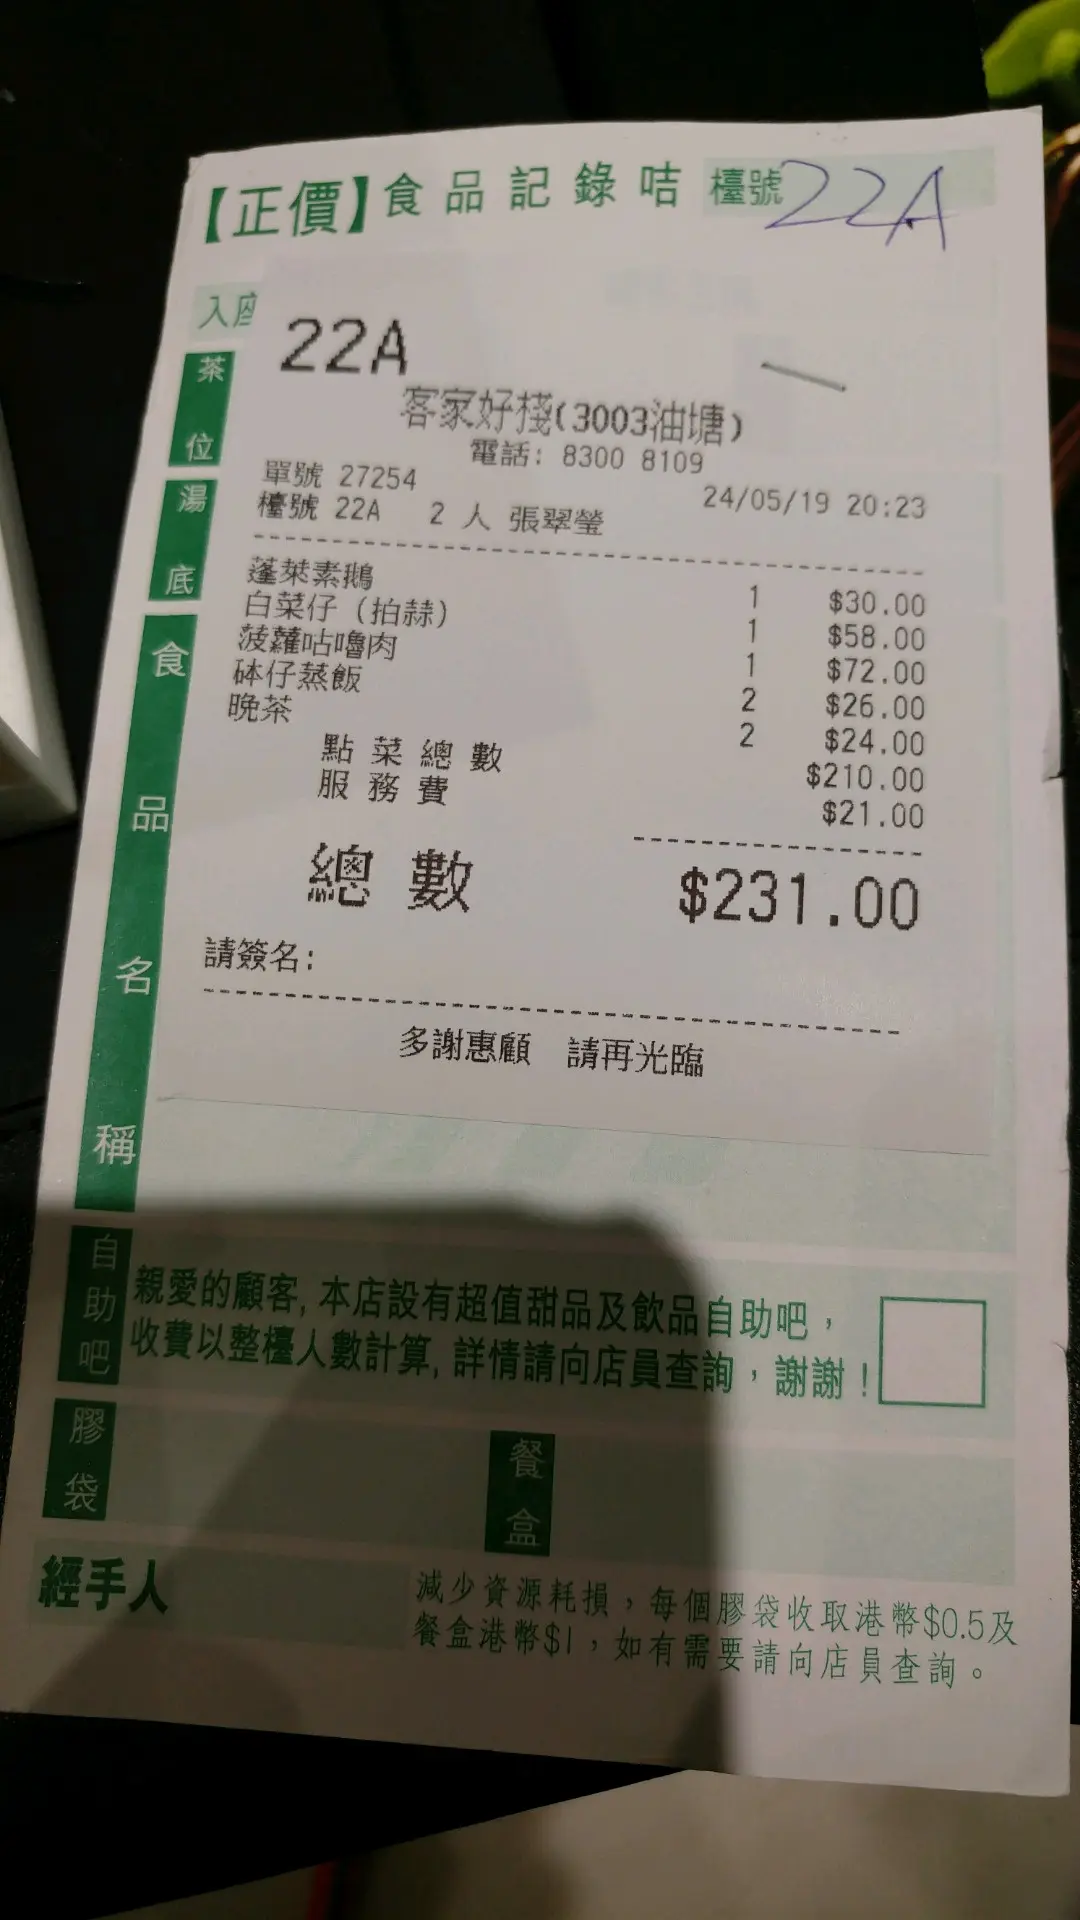 【正價】食品記錄咭 檯號 22A
入座
22A
客家好棧(3003油塘)
電話: 8300 8109
單號 27254 24/05/19 20:23
檯號 22A 2 人 張翠瑩
蓬萊素鵝 1 $30.00
白菜仔 (拍蒜) 1 $58.00
菠蘿咕嚕肉 1 $72.00
砵仔蒸飯 2 $26.00
晚茶 2 $24.00
點菜總數 $210.00
服務費 $21.00
總數 $231.00
請簽名:
多謝惠顧 請再光臨
茶位
湯底
食品名稱
自助吧
親愛的顧客, 本店設有超值甜品及飲品自助吧，
收費以整檯人數計算, 詳情請向店員查詢，謝謝！
膠袋 餐盒
經手人
減少資源耗損，每個膠袋收取港幣$0.5及
餐盒港幣$1，如有需要請向店員查詢。